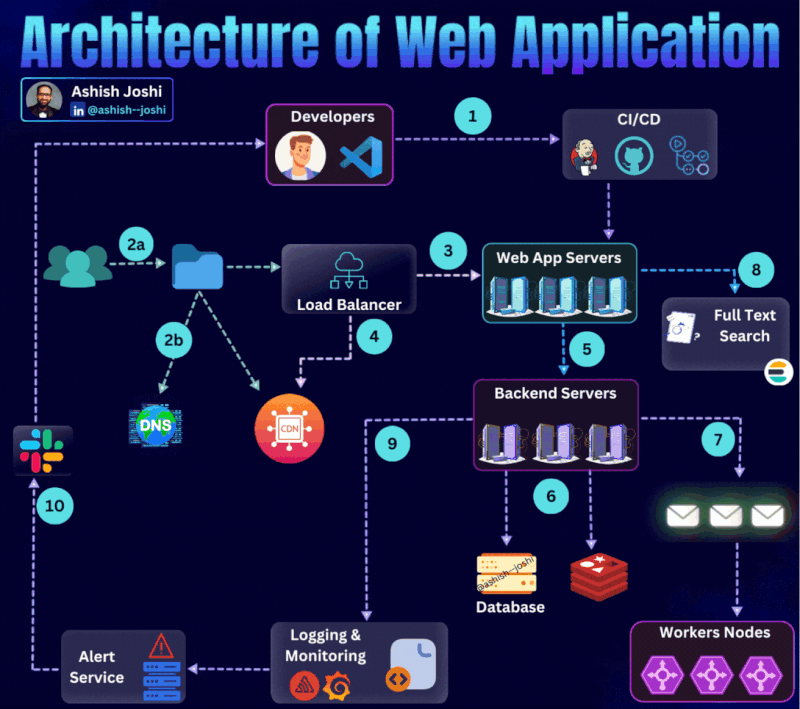 Architecture of Web Application
Ashish Joshi
in @ashish--joshi
Developers
1
CI/CD
2a
Load Balancer
3
Web App Servers
8
Full Text
Search
?
2b
4
5
DNS
CDN
Backend Servers
9
7
6
10
@ashish--joshi
Database
Logging &
Monitoring
Alert
Service
Workers Nodes